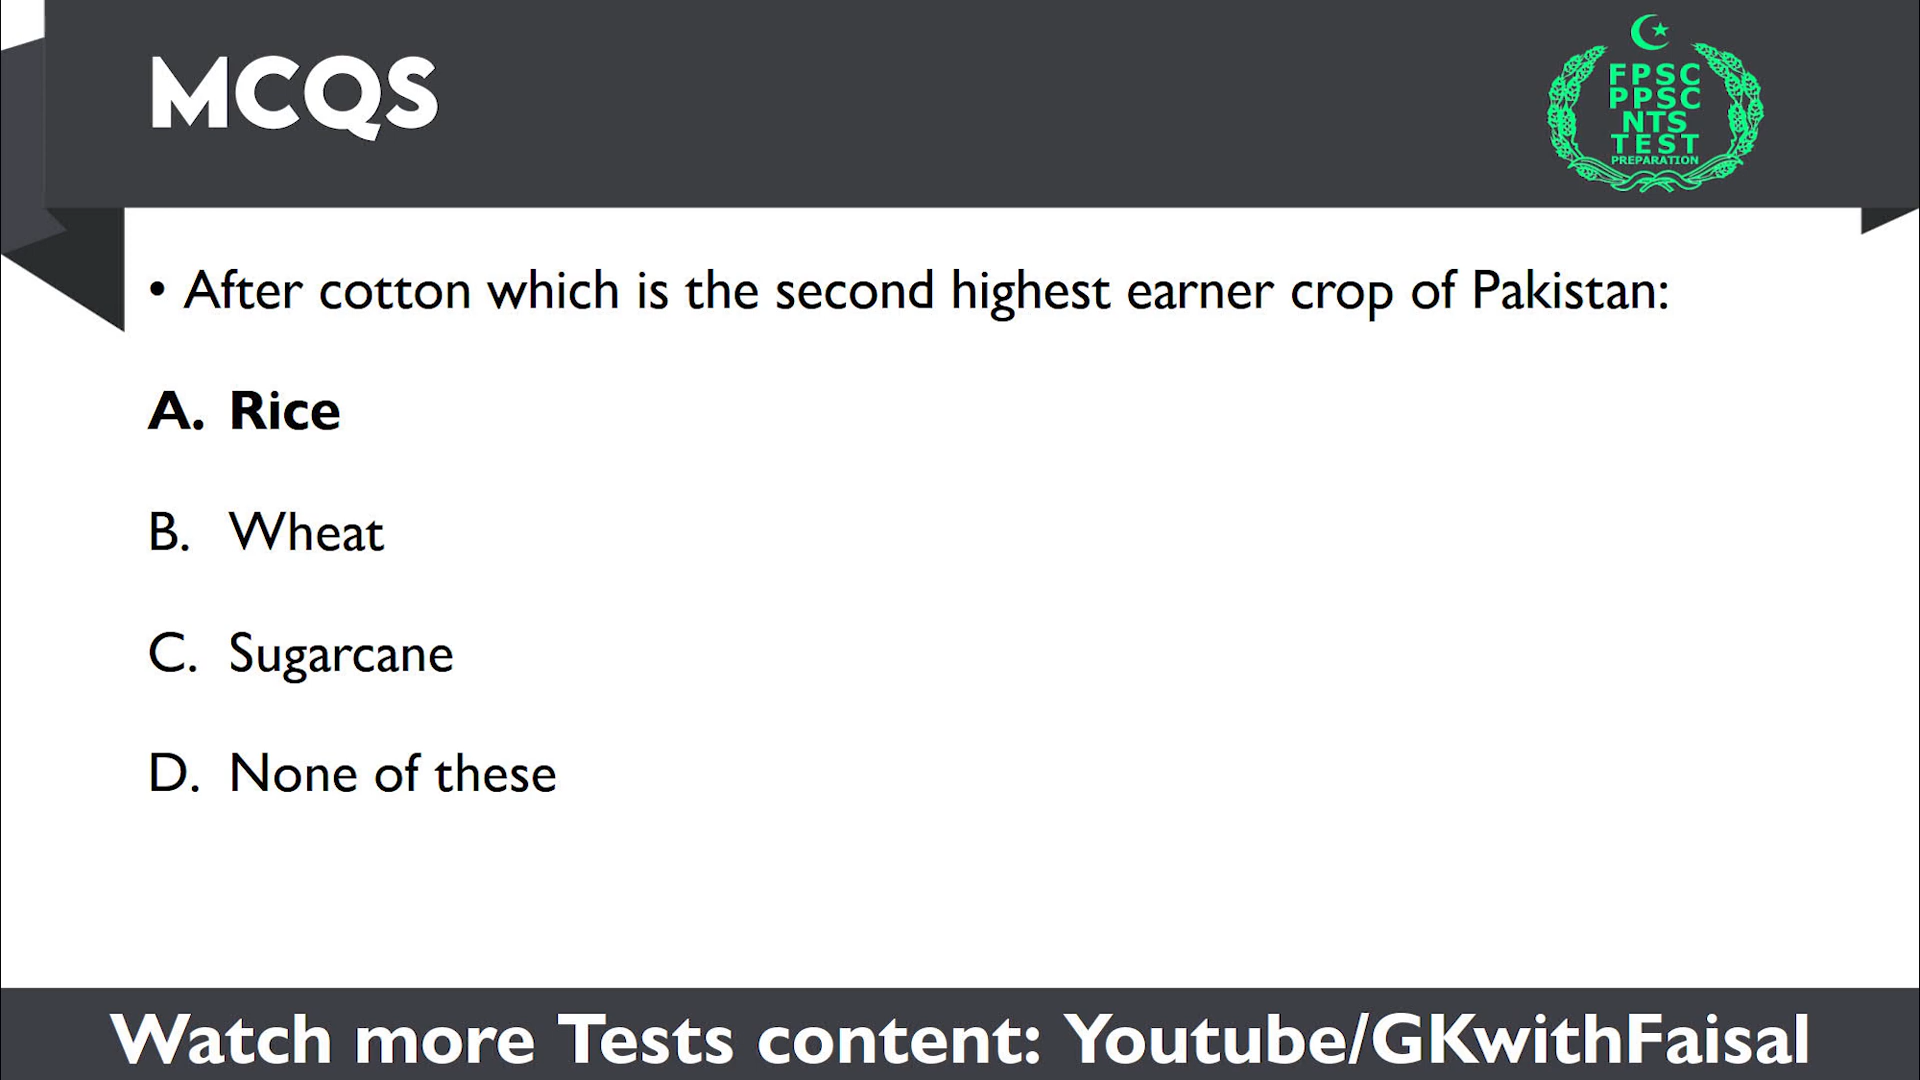 MCQS
FPSC
PPSC
NTS
TEST
PREPARATION
• After cotton which is the second highest earner crop of Pakistan:
A. Rice
B. Wheat
C. Sugarcane
D. None of these
Watch more Tests content: Youtube/GKwithFaisal